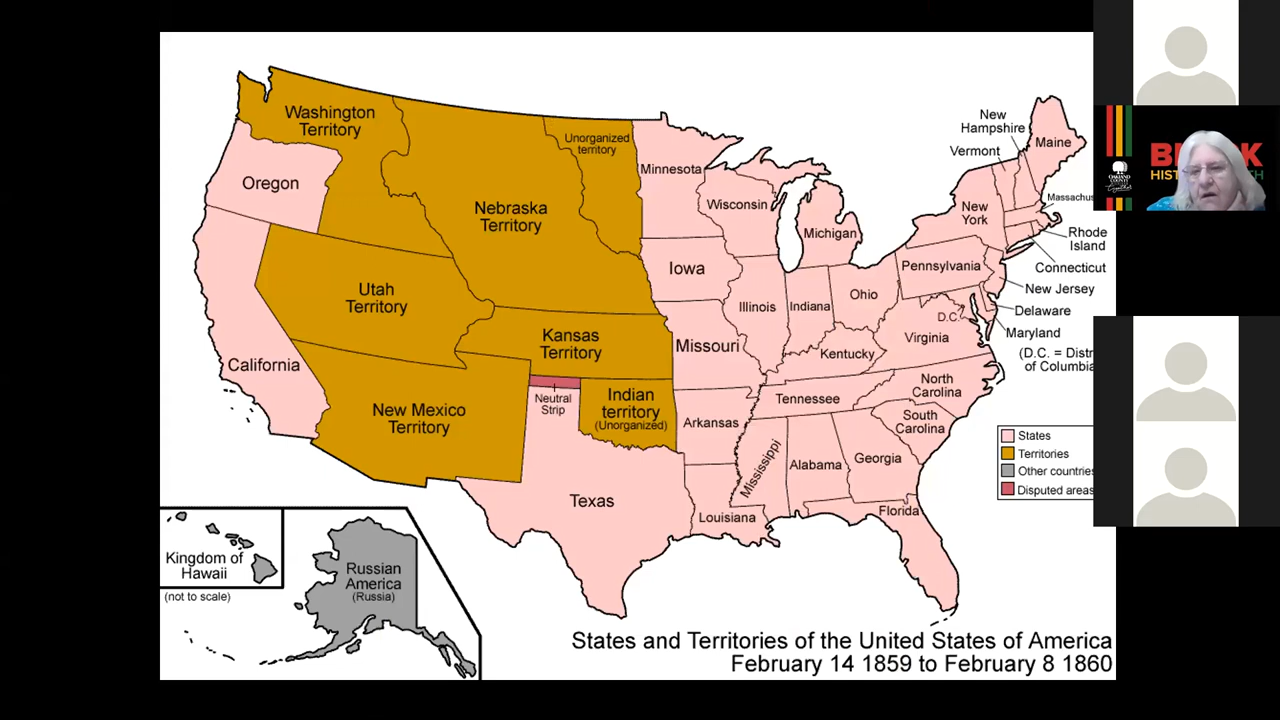 Washington
Territory
Unorganized
territory
Oregon
Nebraska
Territory
Minnesota
Wisconsin
Michigan
New
Hampshire
Vermont
Maine
New
York
Massachus
Rhode
Island
Connecticut
New Jersey
Delaware
Maryland
(D.C. = Distr
of Columbia
Pennsylvania
D.C.
Iowa
Illinois
Indiana
Ohio
Utah
Territory
Kansas
Territory
Missouri
Kentucky
Virginia
California
New Mexico
Territory
Neutral
Strip
Indian
territory
(Unorganized)
Arkansas
Tennessee
North
Carolina
South
Carolina
Mississippi
Alabama
Georgia
Texas
Louisiana
Florida
States
Territories
Other countries
Disputed areas
Kingdom of
Hawaii
(not to scale)
Russian
America
(Russia)
States and Territories of the United States of America
February 14 1859 to February 8 1860
OAKLAND
COUNTY